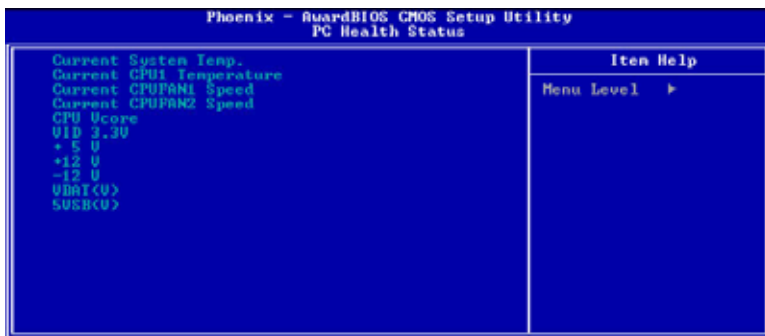 Phoenix - AwardBIOS CMOS Setup Utility
PC Health Status
Current System Temp.
Current CPU1 Temperature
Current CPUFAN1 Speed
Current CPUFAN2 Speed
CPU Vcore
VID 3.3V
+ 5 V
+12 V
-12 V
VBAT(V)
5VSB(V)
Item Help
Menu Level ▶